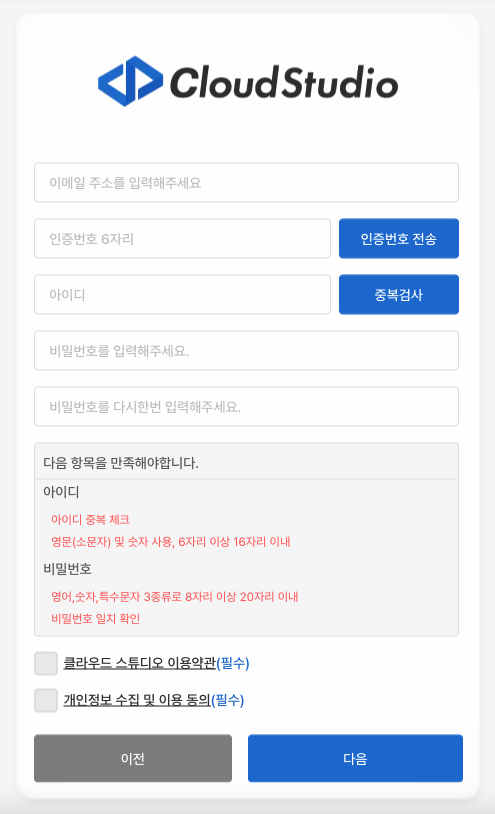 CloudStudio
이메일 주소를 입력해주세요
인증번호 6자리
인증번호 전송
아이디
중복검사
비밀번호를 입력해주세요.
비밀번호를 다시한번 입력해주세요.
다음 항목을 만족해야합니다.
아이디
아이디 중복 체크
영문(소문자) 및 숫자 사용, 6자리 이상 16자리 이내
비밀번호
영어,숫자,특수문자 3종류로 8자리 이상 20자리 이내
비밀번호 일치 확인
클라우드 스튜디오 이용약관(필수)
개인정보 수집 및 이용 동의(필수)
이전
다음